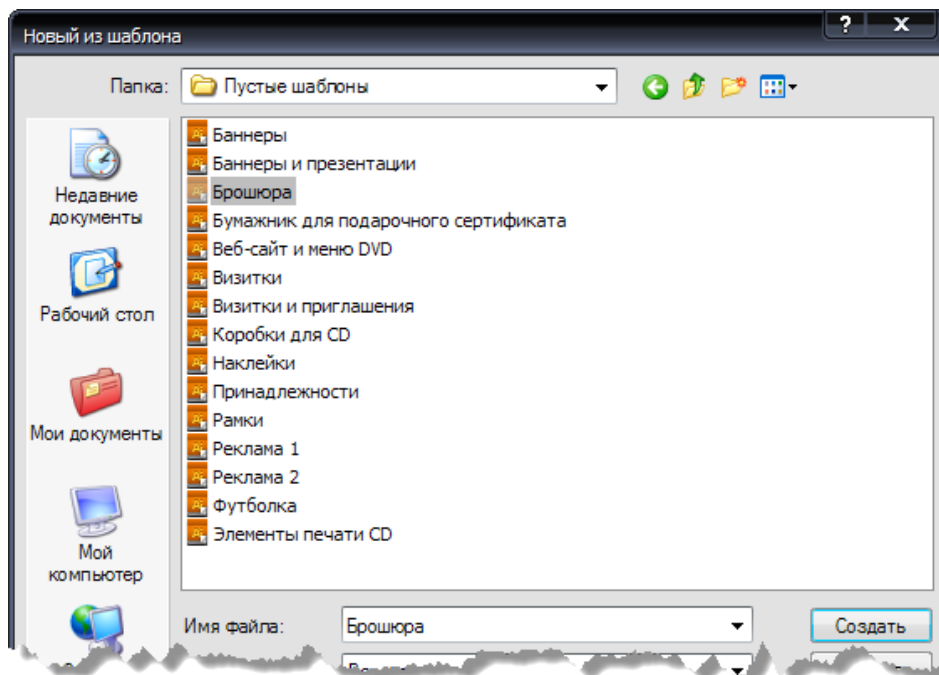 Новый из шаблона
? X
Папка: Пустые шаблоны
Баннеры
Баннеры и презентации
Брошюра
Бумажник для подарочного сертификата
Веб-сайт и меню DVD
Визитки
Визитки и приглашения
Коробки для CD
Наклейки
Принадлежности
Рамки
Реклама 1
Реклама 2
Футболка
Элементы печати CD
Недавние
документы
Рабочий стол
Мои документы
Мой
компьютер
Имя файла: Брошюра Создать